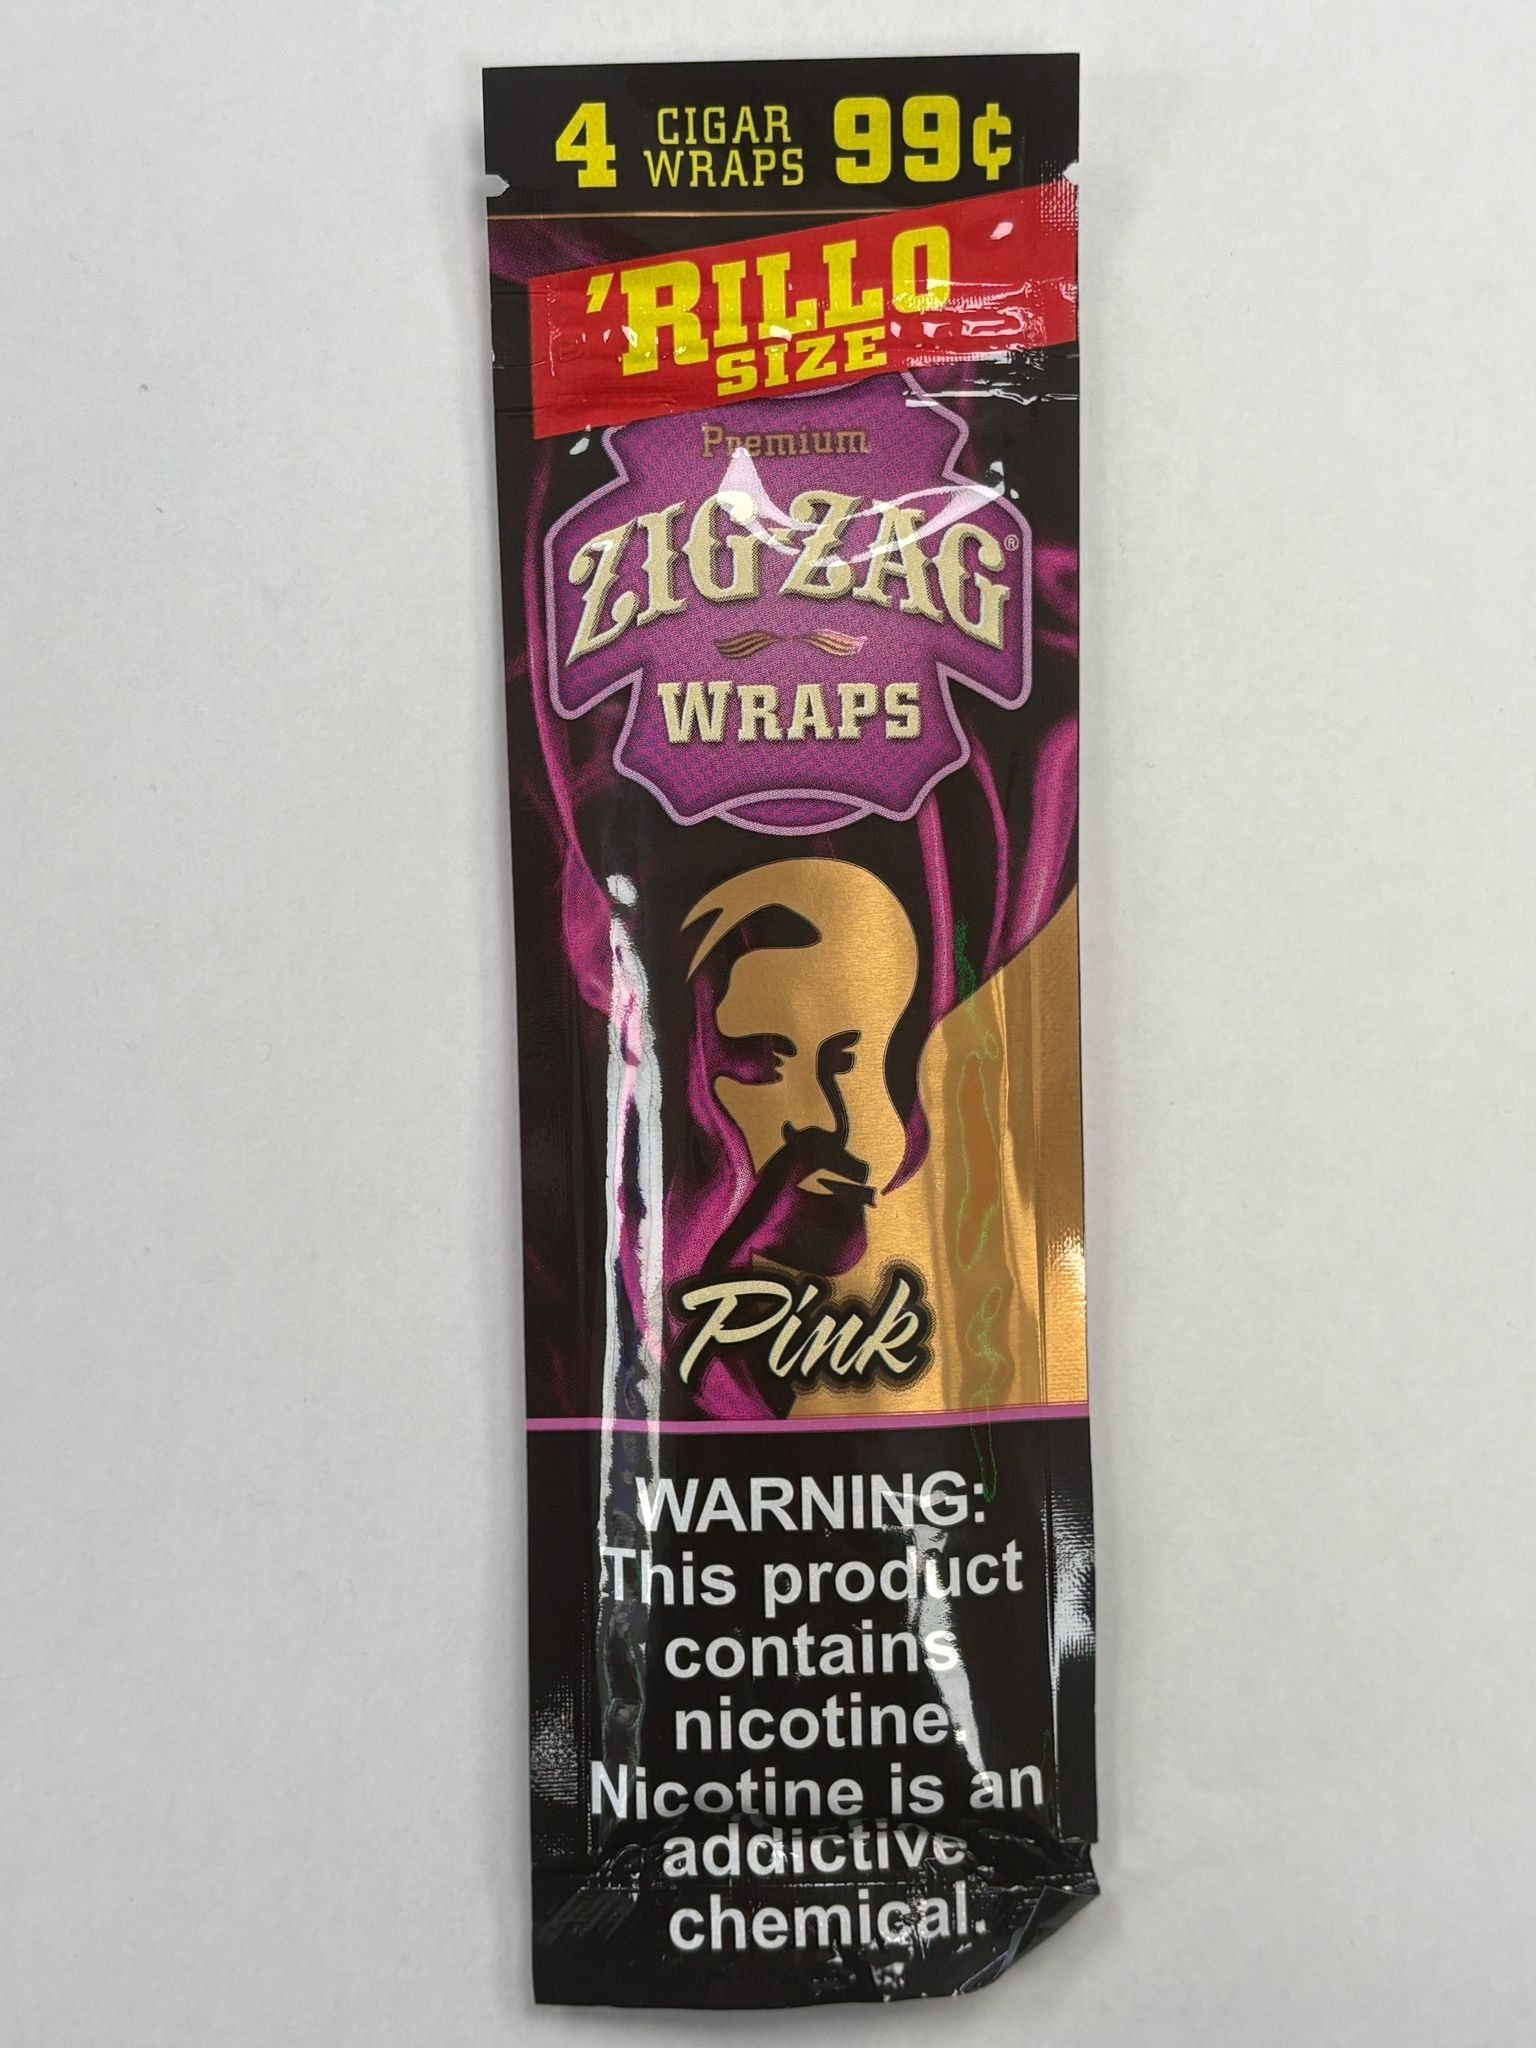 4 CIGAR WRAPS 99¢
'RILLO
SIZE
Premium
ZIG-ZAG®
WRAPS
Pink
WARNING:
This product
contains
nicotine.
Nicotine is an
addictive
chemical.